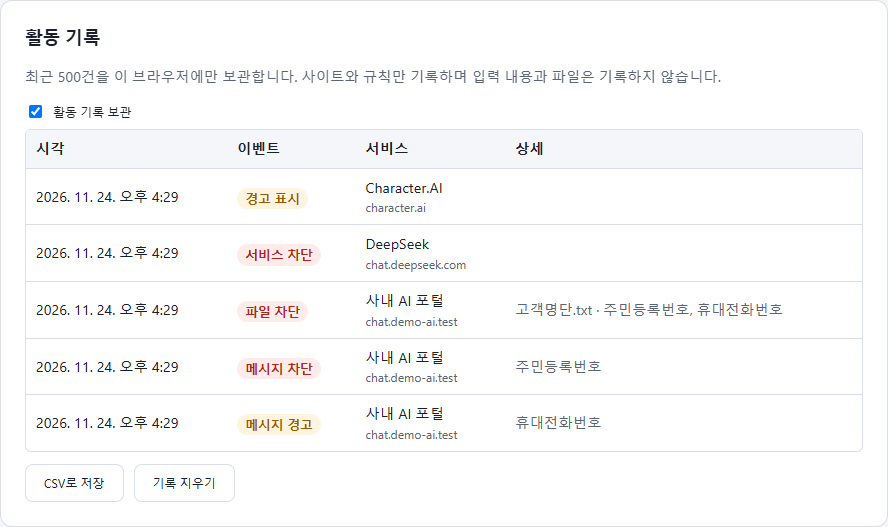 활동 기록
최근 500건을 이 브라우저에만 보관합니다. 사이트와 규칙만 기록하며 입력 내용과 파일은 기록하지 않습니다.
활동 기록 보관
시각 이벤트 서비스 상세
2026. 11. 24. 오후 4:29 경고 표시 Character.AI
character.ai
2026. 11. 24. 오후 4:29 서비스 차단 DeepSeek
chat.deepseek.com
2026. 11. 24. 오후 4:29 파일 차단 사내 AI 포털 고객명단.txt · 주민등록번호, 휴대전화번호
chat.demo-ai.test
2026. 11. 24. 오후 4:29 메시지 차단 사내 AI 포털 주민등록번호
chat.demo-ai.test
2026. 11. 24. 오후 4:29 메시지 경고 사내 AI 포털 휴대전화번호
chat.demo-ai.test
CSV로 저장 기록 지우기